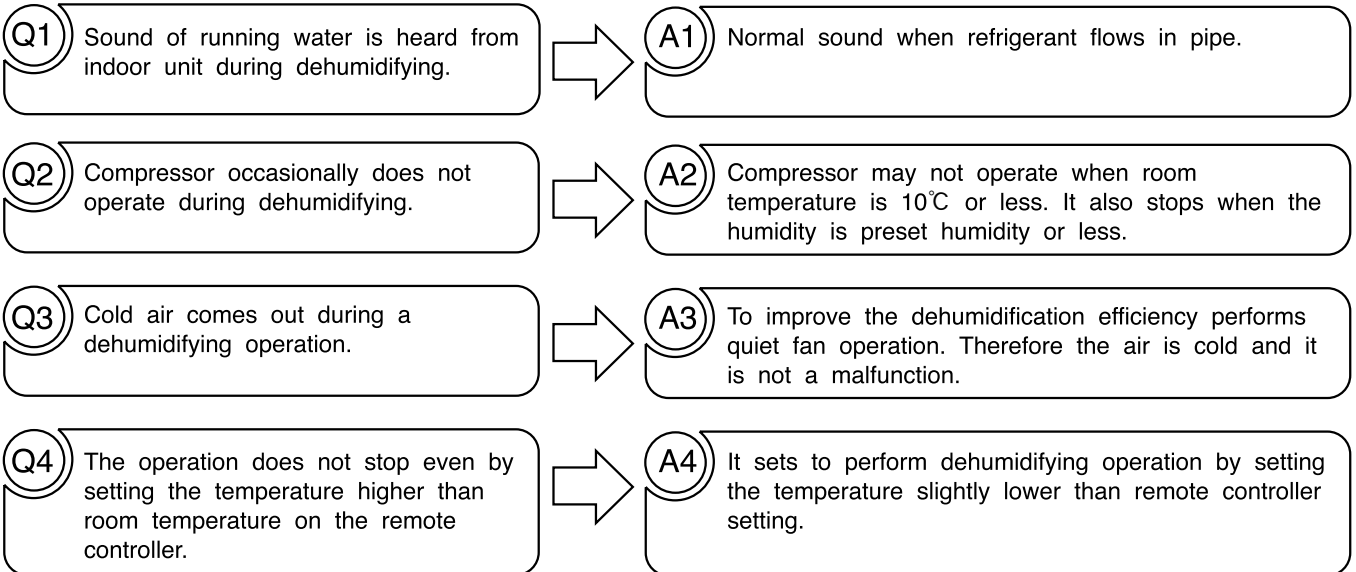 Q1
Sound of running water is heard from
indoor unit during dehumidifying.
A1
Normal sound when refrigerant flows in pipe.
Q2
Compressor occasionally does not
operate during dehumidifying.
A2
Compressor may not operate when room
temperature is 10℃ or less. It also stops when the
humidity is preset humidity or less.
Q3
Cold air comes out during a
dehumidifying operation.
A3
To improve the dehumidification efficiency performs
quiet fan operation. Therefore the air is cold and it
is not a malfunction.
Q4
The operation does not stop even by
setting the temperature higher than
room temperature on the remote
controller.
A4
It sets to perform dehumidifying operation by setting
the temperature slightly lower than remote controller
setting.